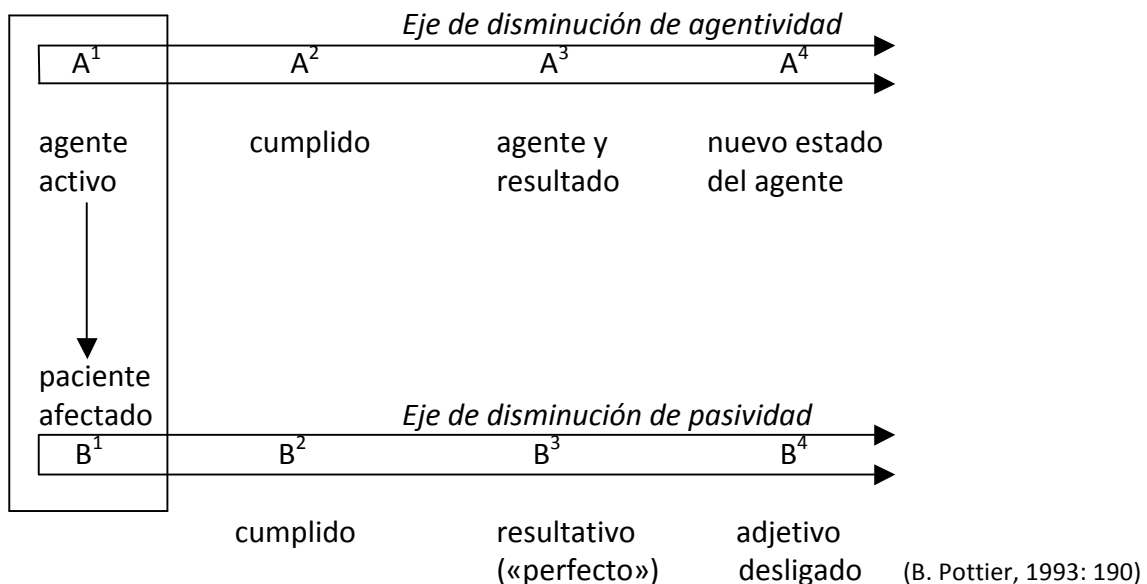 Eje de disminución de agentividad
A¹ A² A³ A⁴
agente cumplido agente y nuevo estado
activo resultado del agente
paciente
afectado Eje de disminución de pasividad
B¹ B² B³ B⁴
cumplido resultativo adjetivo
(«perfecto») desligado (B. Pottier, 1993: 190)